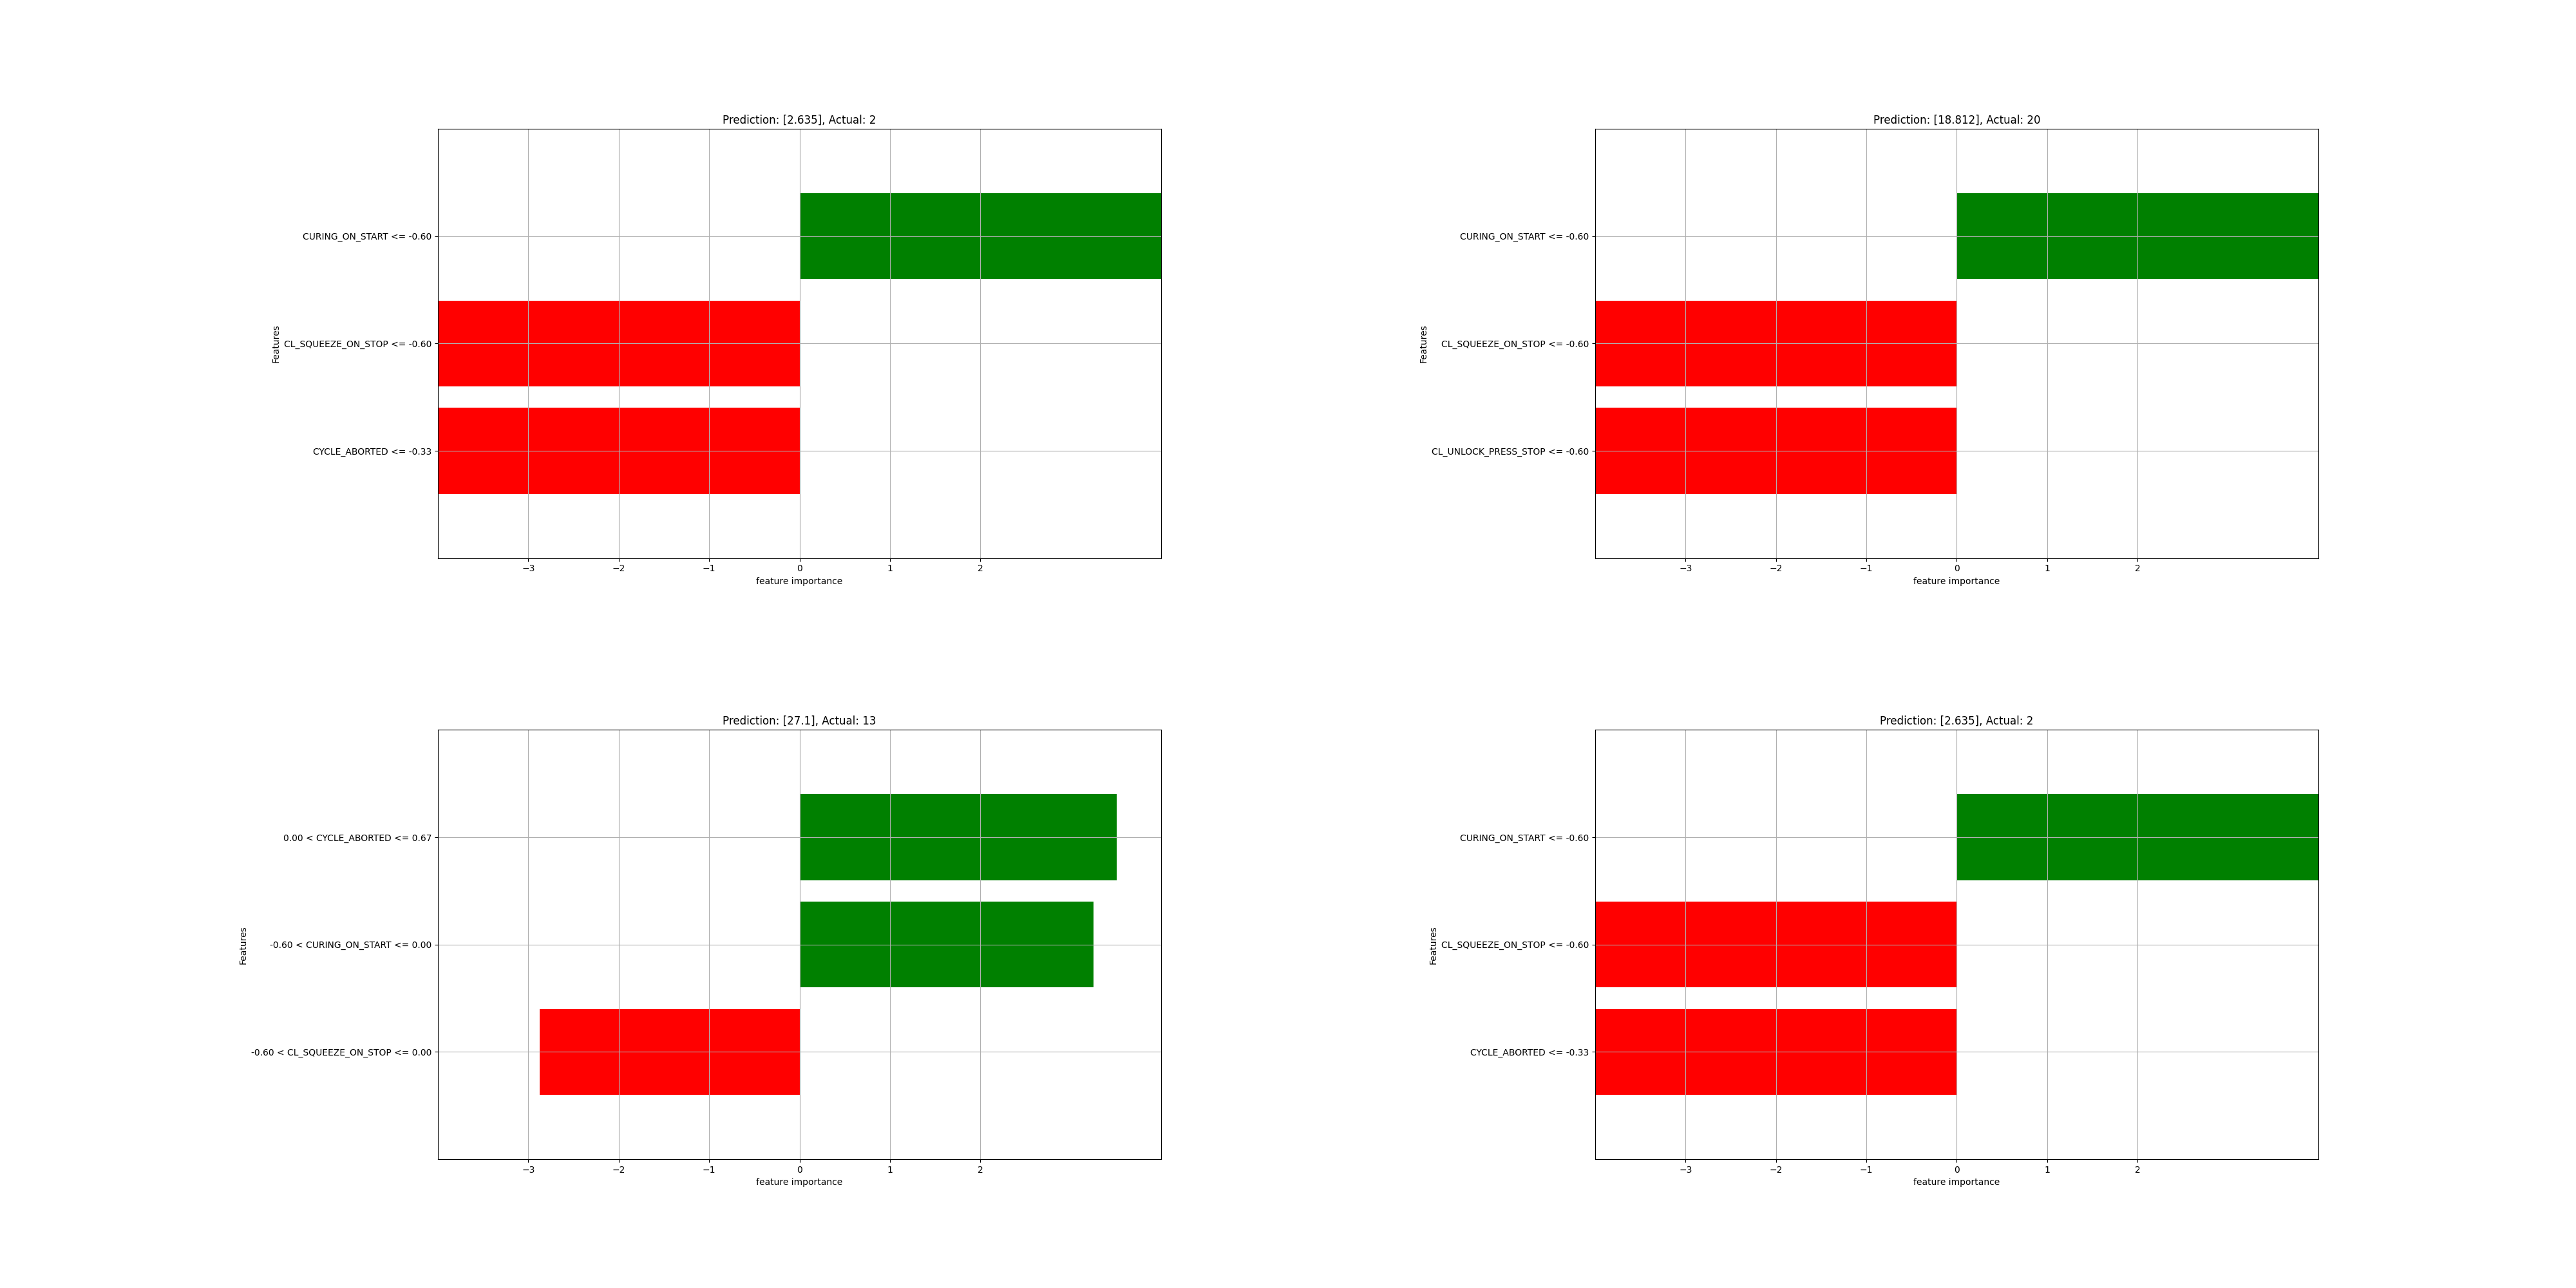 Prediction: [2.635], Actual: 2
CURING_ON_START <= -0.60
CL_SQUEEZE_ON_STOP <= -0.60
CYCLE_ABORTED <= -0.33
Features
−3 −2 −1 0 1 2
feature importance
Prediction: [18.812], Actual: 20
CURING_ON_START <= -0.60
CL_SQUEEZE_ON_STOP <= -0.60
CL_UNLOCK_PRESS_STOP <= -0.60
Features
−3 −2 −1 0 1 2
feature importance
Prediction: [27.1], Actual: 13
0.00 < CYCLE_ABORTED <= 0.67
-0.60 < CURING_ON_START <= 0.00
-0.60 < CL_SQUEEZE_ON_STOP <= 0.00
Features
−3 −2 −1 0 1 2
feature importance
Prediction: [2.635], Actual: 2
CURING_ON_START <= -0.60
CL_SQUEEZE_ON_STOP <= -0.60
CYCLE_ABORTED <= -0.33
Features
−3 −2 −1 0 1 2
feature importance